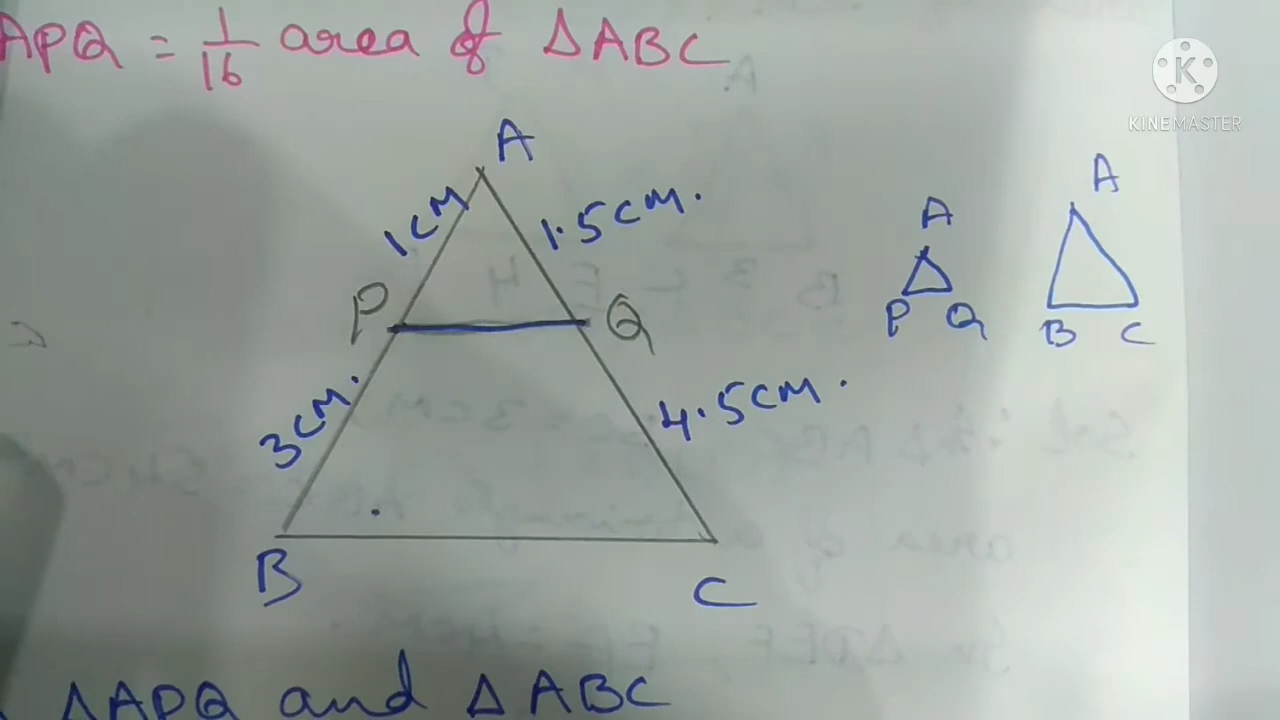 APQ = 1/16 area of ΔABC
KINEMASTER
A
1cm
1.5cm.
P
Q
3cm.
4.5cm.
B
C
A
P Q
A
B C
ΔAPQ and ΔABC